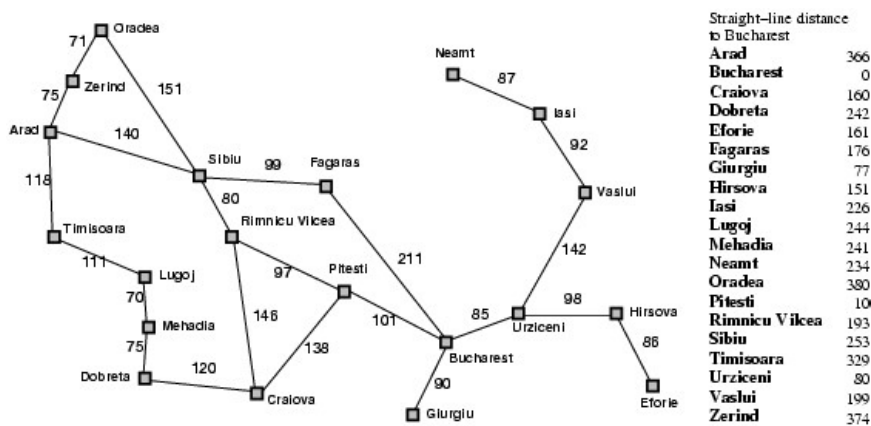 Oradea
71
Neamt
87
Zerind
75
151
Iasi
Arad
140
92
Sibiu
99
Fagaras
118
80
Vaslui
Timisoara
Rimnicu Vilcea
111
Lugoj
97
Pitesti
211
142
70
98
Hirsova
Mehadia
146
101
85
Urziceni
75
138
86
120
Bucharest
Dobreta
90
Craiova
Giurgiu
Eforie
Straight–line distance
to Bucharest
Arad 366
Bucharest 0
Craiova 160
Dobreta 242
Eforie 161
Fagaras 176
Giurgiu 77
Hirsova 151
Iasi 226
Lugoj 244
Mehadia 241
Neamt 234
Oradea 380
Pitesti 10
Rimnicu Vilcea 193
Sibiu 253
Timisoara 329
Urziceni 80
Vaslui 199
Zerind 374